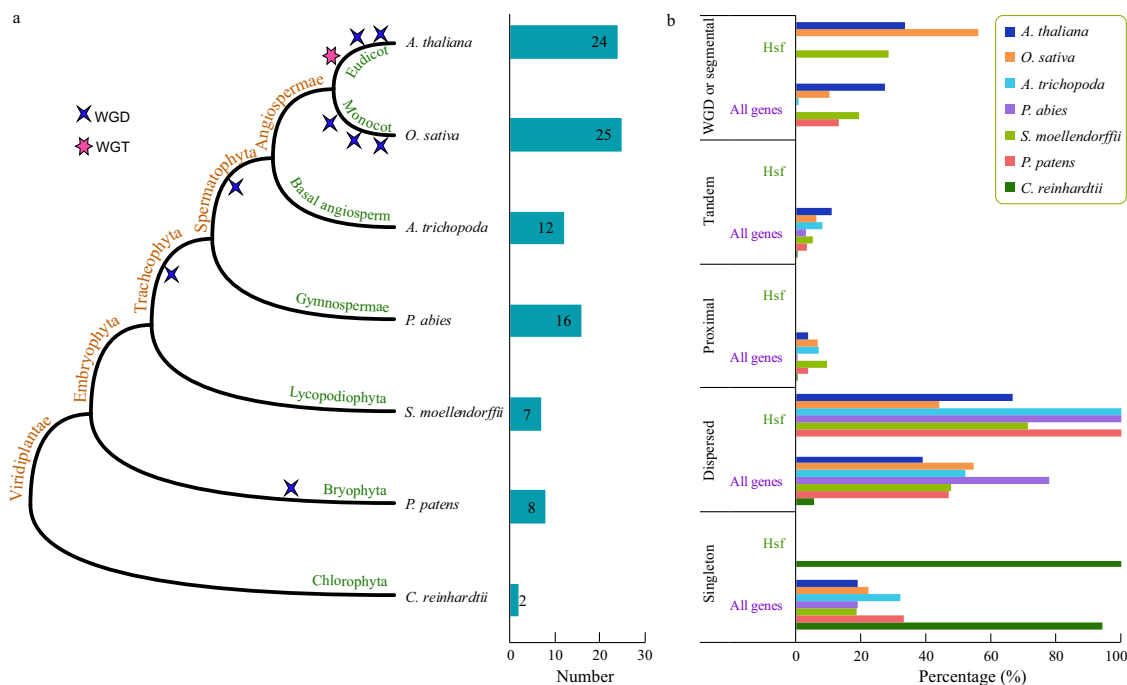 a
WGD
WGT
Viridiplantae
Embryophyta
Tracheophyta
Spermatophyta
Angiospermae
Eudicot
Monocot
Basal angiosperm
Gymnospermae
Lycopodiophyta
Bryophyta
Chlorophyta
A. thaliana
24
O. sativa
25
A. trichopoda
12
P. abies
16
S. moellendorffii
7
P. patens
8
C. reinhardtii
2
0 10 20 30
Number
b
WGD or segmental
Hsf
All genes
Tandem
Hsf
All genes
Proximal
Hsf
All genes
Dispersed
Hsf
All genes
Singleton
Hsf
All genes
0 20 40 60 80 100
Percentage (%)
A. thaliana
O. sativa
A. trichopoda
P. abies
S. moellendorffii
P. patens
C. reinhardtii